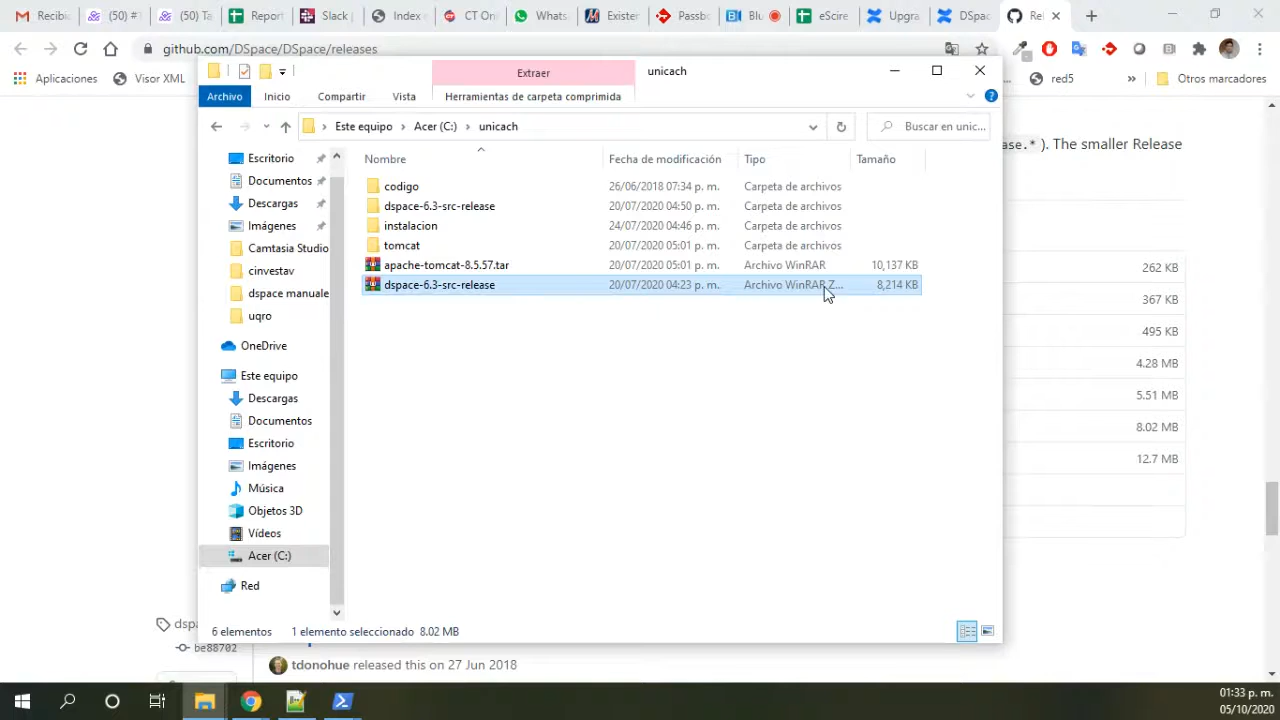 Recibi
(50) #
(50) Ta
Report
Slack
Index
CT On
Whats
Exister
Passb
Blu
eScire
Upgra
DSpac
Re
github.com/DSpace/DSpace/releases
Aplicaciones
Visor XML
red5
»
Otros marcadores
Extraer
unicach
Archivo
Inicio
Compartir
Vista
Herramientas de carpeta comprimida
Este equipo > Acer (C:) > unicach
Buscar en unic...
ase.* ). The smaller Release
Nombre
Fecha de modificación
Tipo
Tamaño
codigo 26/06/2018 07:34 p. m. Carpeta de archivos
dspace-6.3-src-release 20/07/2020 04:50 p. m. Carpeta de archivos
instalacion 24/07/2020 04:46 p. m. Carpeta de archivos
tomcat 20/07/2020 05:01 p. m. Carpeta de archivos
apache-tomcat-8.5.57.tar 20/07/2020 05:01 p. m. Archivo WinRAR 10,137 KB
dspace-6.3-src-release 20/07/2020 04:23 p. m. Archivo WinRAR Z... 8,214 KB
Escritorio
Documentos
Descargas
Imágenes
Camtasia Studio
cinvestav
dspace manuale
uqro
OneDrive
Este equipo
Descargas
Documentos
Escritorio
Imágenes
Música
Objetos 3D
Vídeos
Acer (C:)
Red
262 KB
367 KB
495 KB
4.28 MB
5.51 MB
8.02 MB
12.7 MB
6 elementos 1 elemento seleccionado 8.02 MB
dspa
be88702
tdonohue released this on 27 Jun 2018
01:33 p. m.
05/10/2020